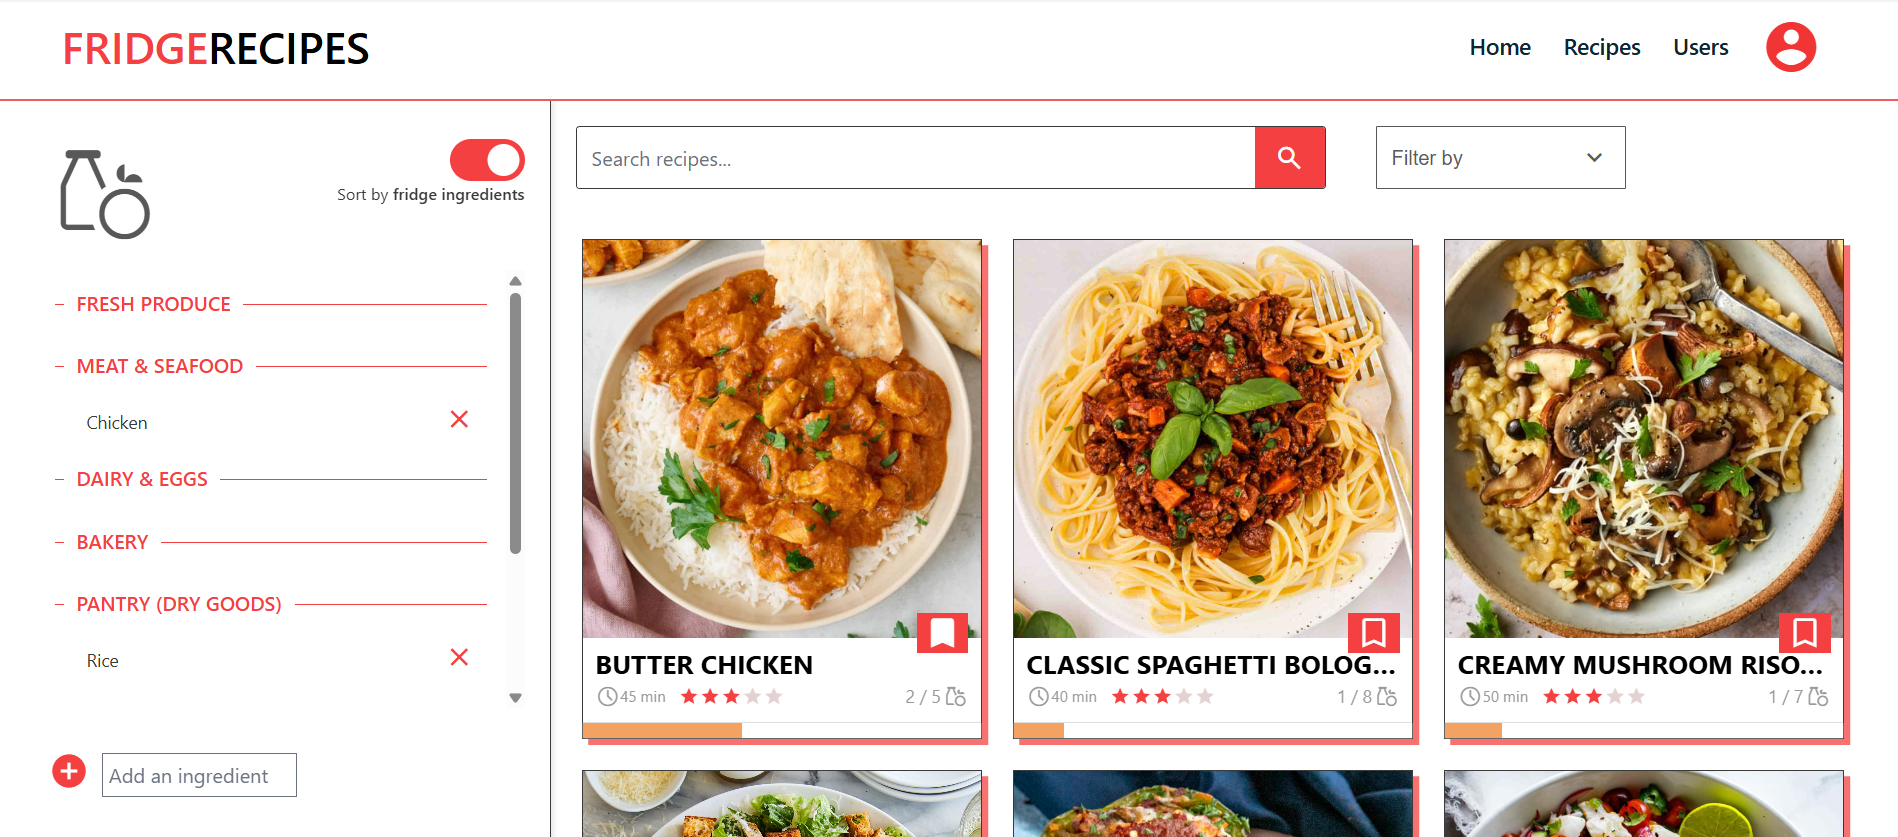 FRIDGERECIPES
Home Recipes Users
Sort by fridge ingredients
FRESH PRODUCE
MEAT & SEAFOOD
Chicken
DAIRY & EGGS
BAKERY
PANTRY (DRY GOODS)
Rice
Add an ingredient
Search recipes...
Filter by
BUTTER CHICKEN
45 min 2 / 5
CLASSIC SPAGHETTI BOLOG...
40 min 1 / 8
CREAMY MUSHROOM RISO...
50 min 1 / 7